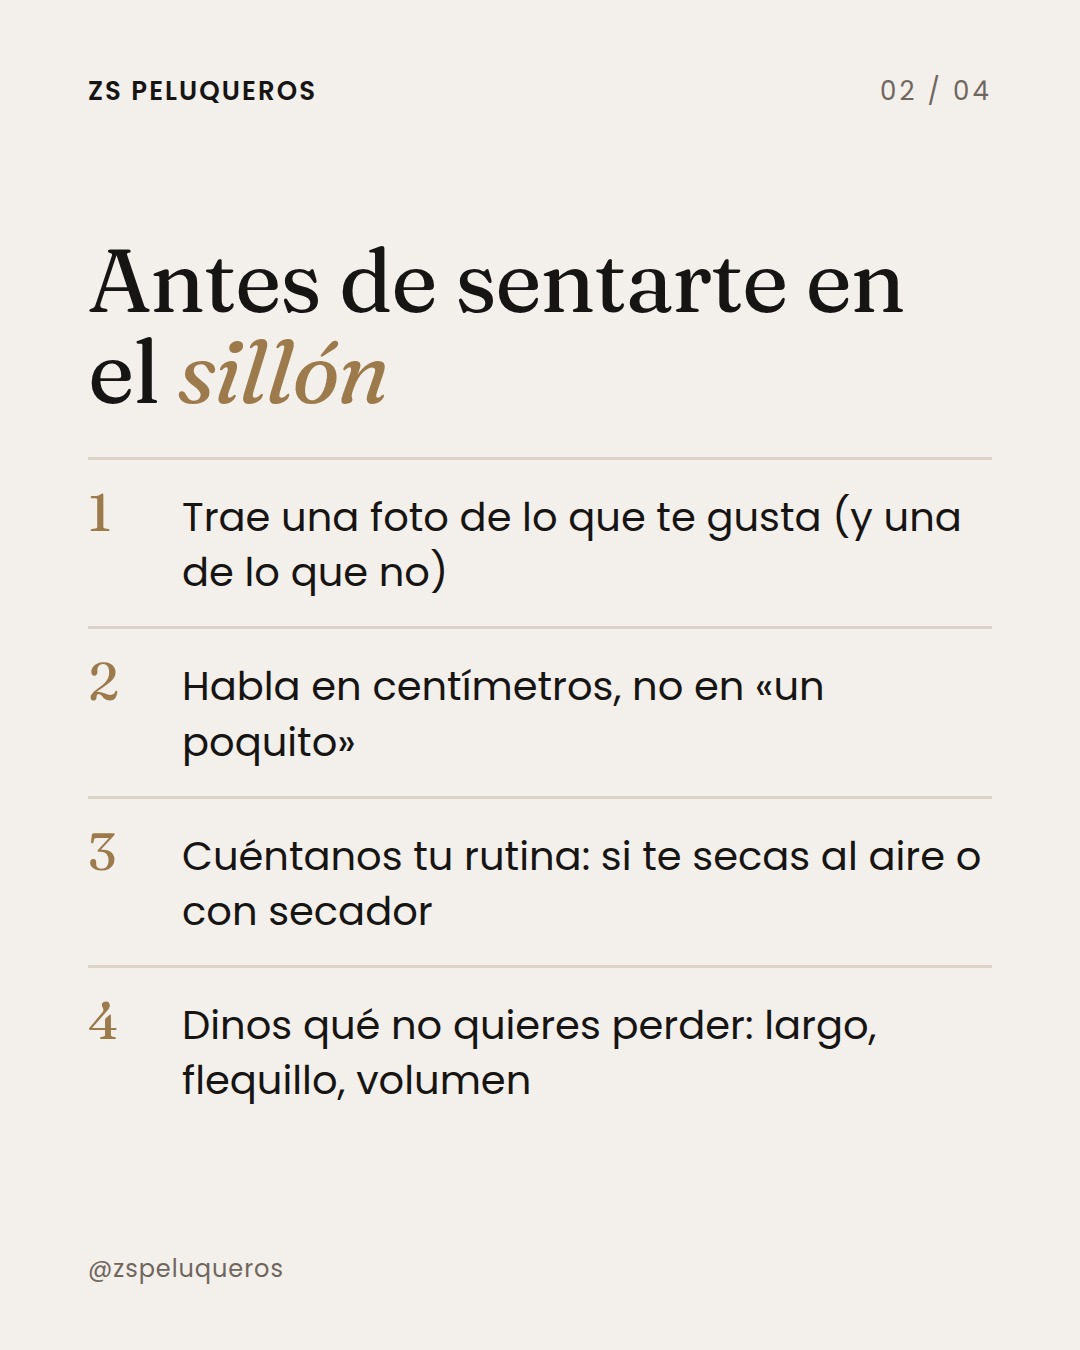 ZS PELUQUEROS
02 / 04
Antes de sentarte en
el sillón
1 Trae una foto de lo que te gusta (y una
de lo que no)
2 Habla en centímetros, no en «un
poquito»
3 Cuéntanos tu rutina: si te secas al aire o
con secador
4 Dinos qué no quieres perder: largo,
flequillo, volumen
@zspeluqueros